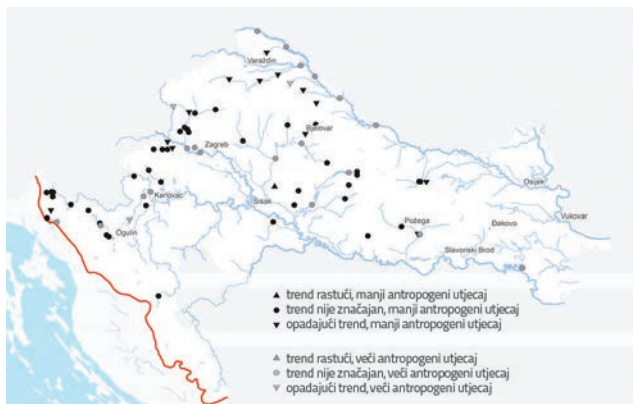 Varaždin
Bjelovar
Zagreb
Karlovac
Sisak
Osijek
Vukovar
Đakovo
Požega
Ogulin
Slavonski Brod
trend rastući, manji antropogeni utjecaj
trend nije značajan, manji antropogeni utjecaj
opadajući trend, manji antropogeni utjecaj
trend rastući, veći antropogeni utjecaj
trend nije značajan, veći antropogeni utjecaj
opadajući trend, veći antropogeni utjecaj